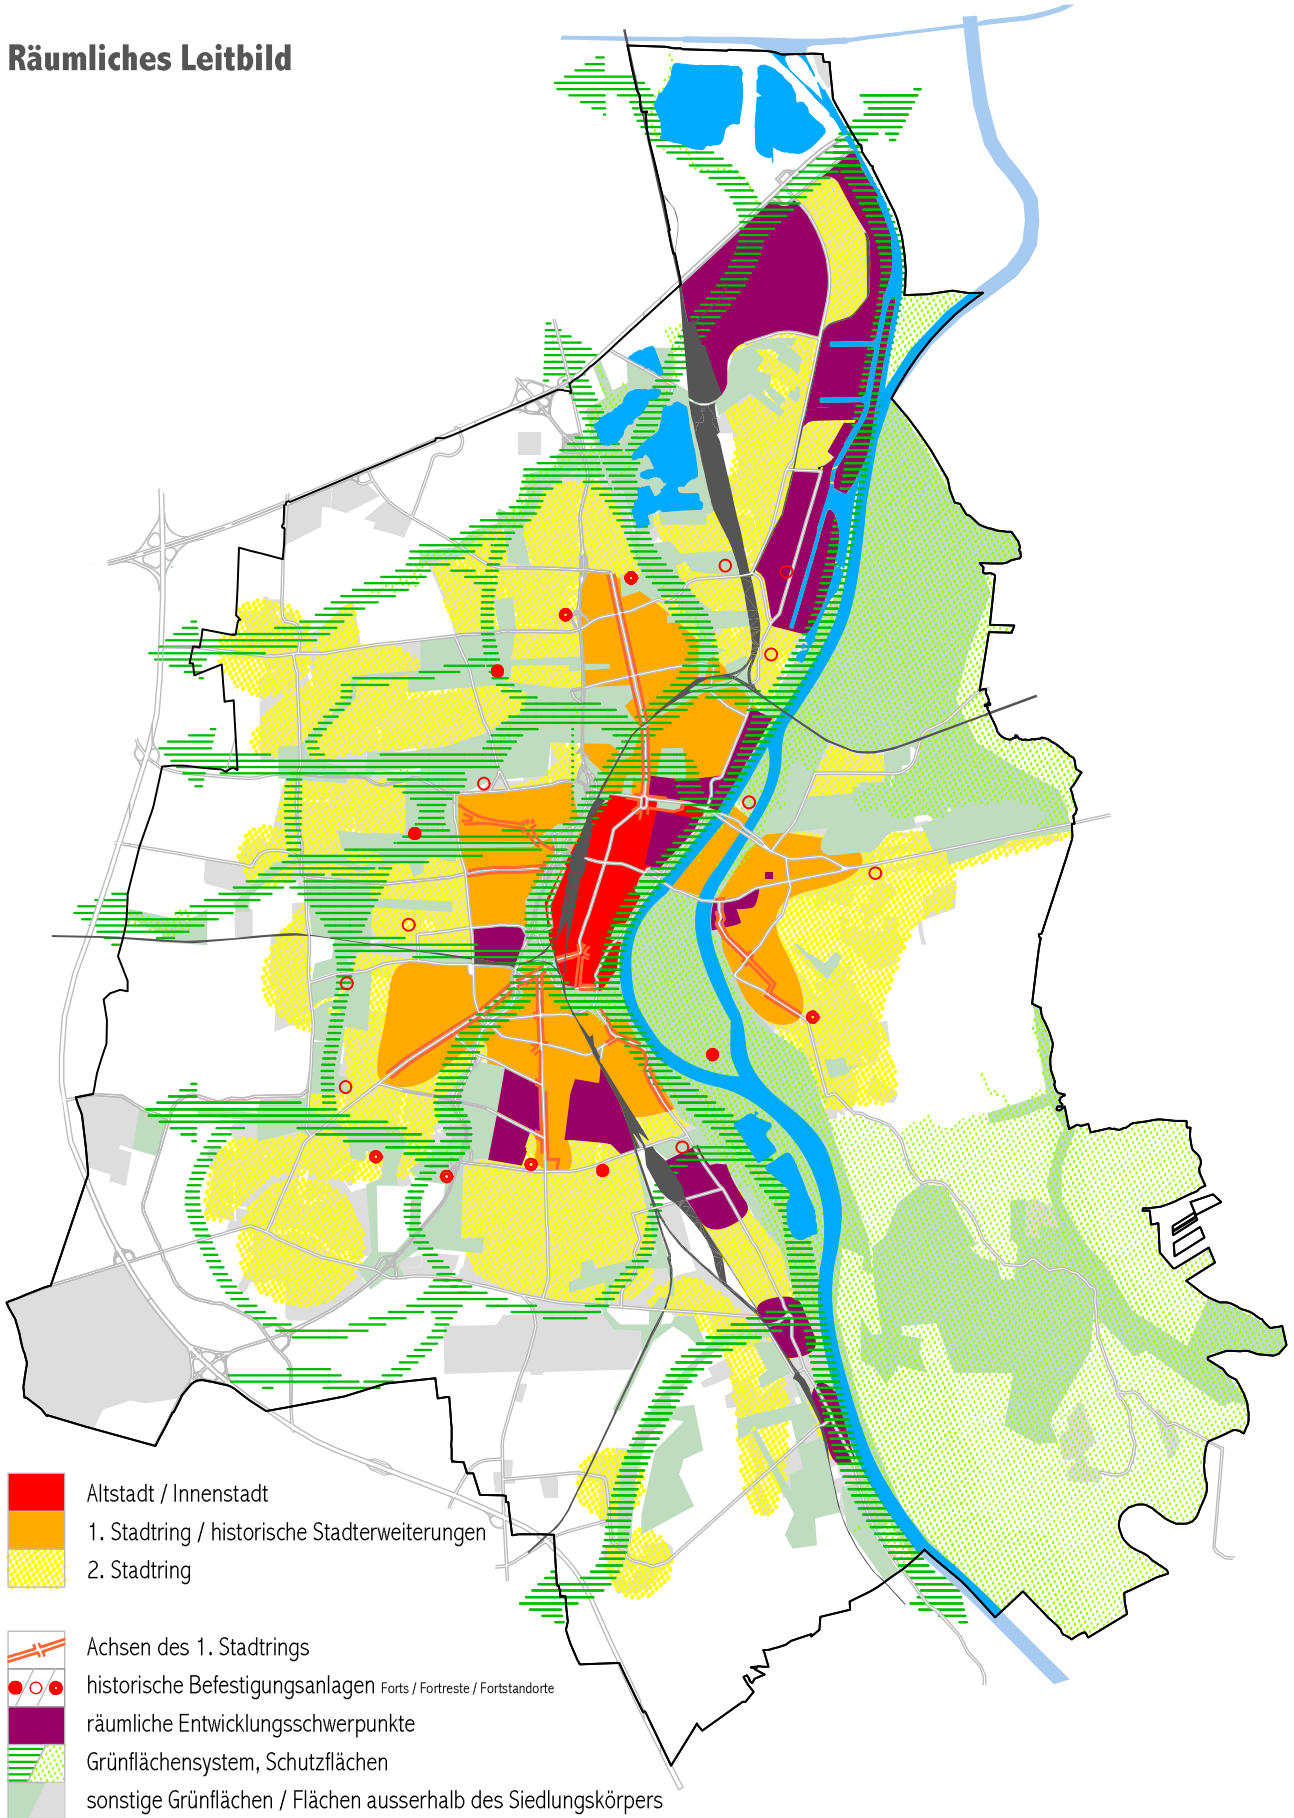 Räumliches Leitbild
Altstadt / Innenstadt
1. Stadtring / historische Stadterweiterungen
2. Stadtring
Achsen des 1. Stadtrings
historische Befestigungsanlagen Forts / Fortreste / Fortstandorte
räumliche Entwicklungsschwerpunkte
Grünflächensystem, Schutzflächen
sonstige Grünflächen / Flächen ausserhalb des Siedlungskörpers